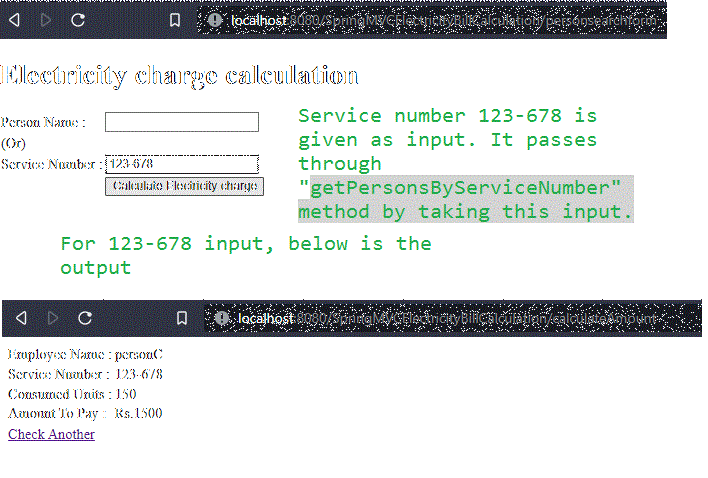 localhost:8080/SpringMVCElectricityBillCalculation/personsearchform
Electricity charge calculation
Person Name :
(Or)
Service Number : 123-678
Calculate Electricity charge
Service number 123-678 is
given as input. It passes
through
"getPersonsByServiceNumber"
method by taking this input.
For 123-678 input, below is the
output
localhost:8080/SpringMVCElectricityBillCalculation/calculateAmount
Employee Name : personC
Service Number : 123-678
Consumed Units : 150
Amount To Pay : Rs.1500
Check Another